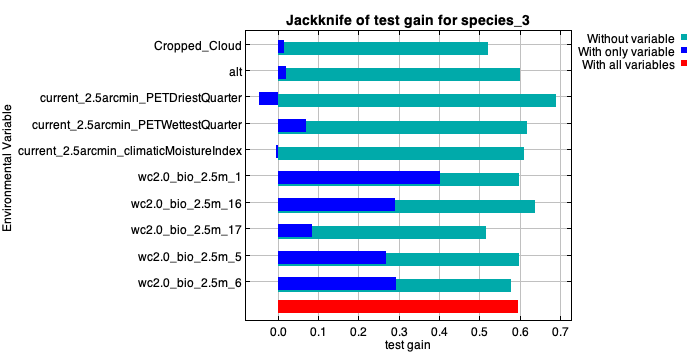 Jackknife of test gain for species_3
Without variable
With only variable
With all variables
Environmental Variable
Cropped_Cloud
alt
current_2.5arcmin_PETDriestQuarter
current_2.5arcmin_PETWettestQuarter
current_2.5arcmin_climaticMoistureIndex
wc2.0_bio_2.5m_1
wc2.0_bio_2.5m_16
wc2.0_bio_2.5m_17
wc2.0_bio_2.5m_5
wc2.0_bio_2.5m_6
0.0 0.1 0.2 0.3 0.4 0.5 0.6 0.7
test gain